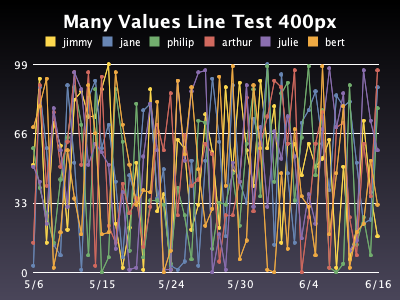 Many Values Line Test 400px
jimmy jude philip arthur julie bert
99
66
33
0
5/6 5/15 5/24 5/30 6/4 6/16